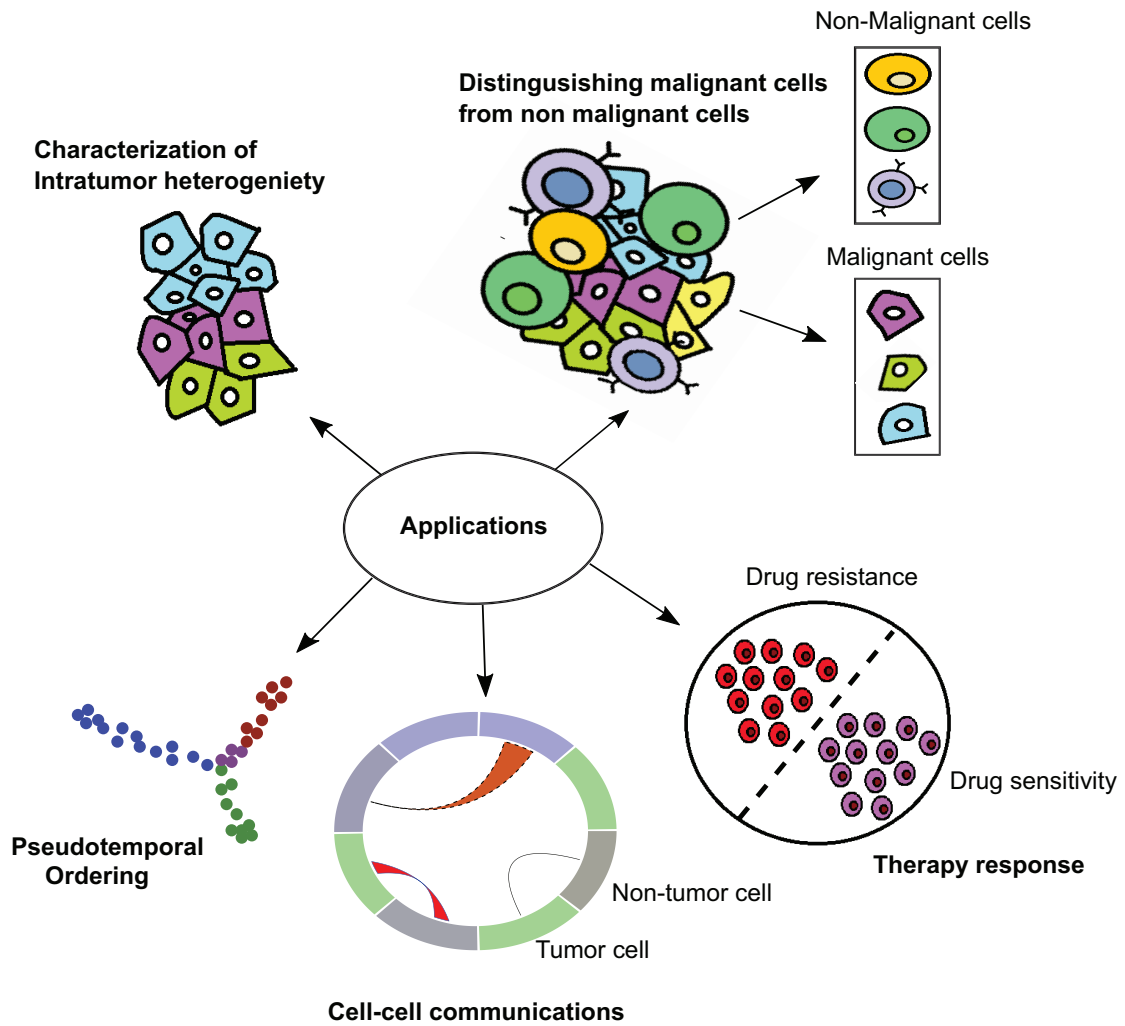 Non-Malignant cells
Distingusishing malignant cells
from non malignant cells
Characterization of
Intratumor heterogeniety
Malignant cells
Applications
Drug resistance
Drug sensitivity
Therapy response
Pseudotemporal
Ordering
Non-tumor cell
Tumor cell
Cell-cell communications